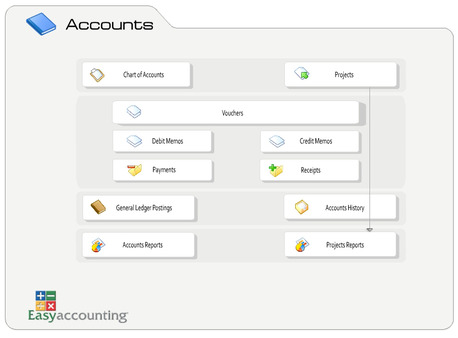 Accounts
Chart of Accounts
Projects
Vouchers
Debit Memos
Credit Memos
Payments
Receipts
General Ledger Postings
Accounts History
Accounts Reports
Projects Reports
Easyaccounting